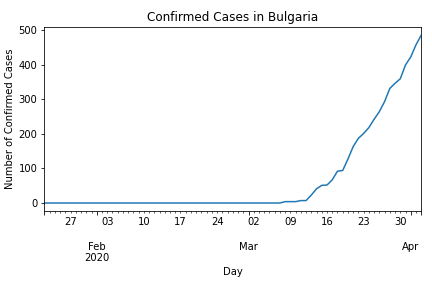 Confirmed Cases in Bulgaria
500
400
300
200
100
0
Number of Confirmed Cases
27 03 10 17 24 02 09 16 23 30
Feb Mar Apr
2020
Day